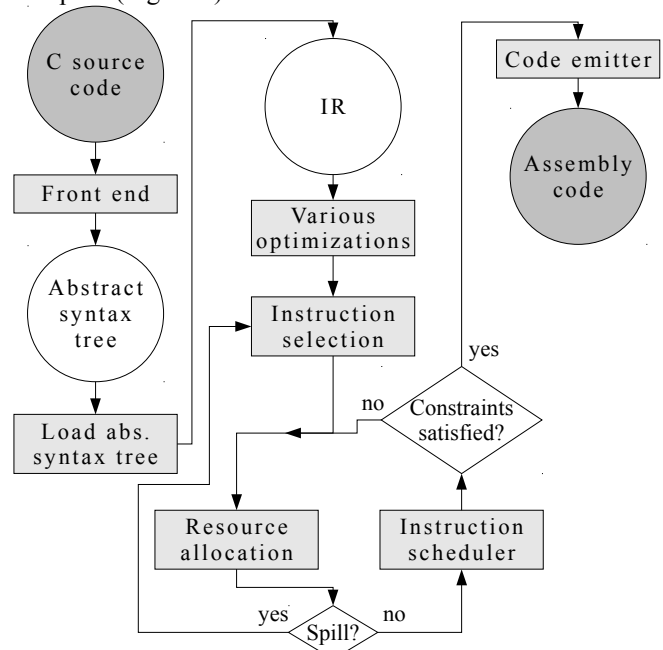 C source
code
Front end
Abstract
syntax
tree
Load abs.
syntax tree
IR
Various
optimizations
Instruction
selection
Resource
allocation
Spill?
yes
no
Instruction
scheduler
Constraints
satisfied?
no
yes
Code emitter
Assembly
code